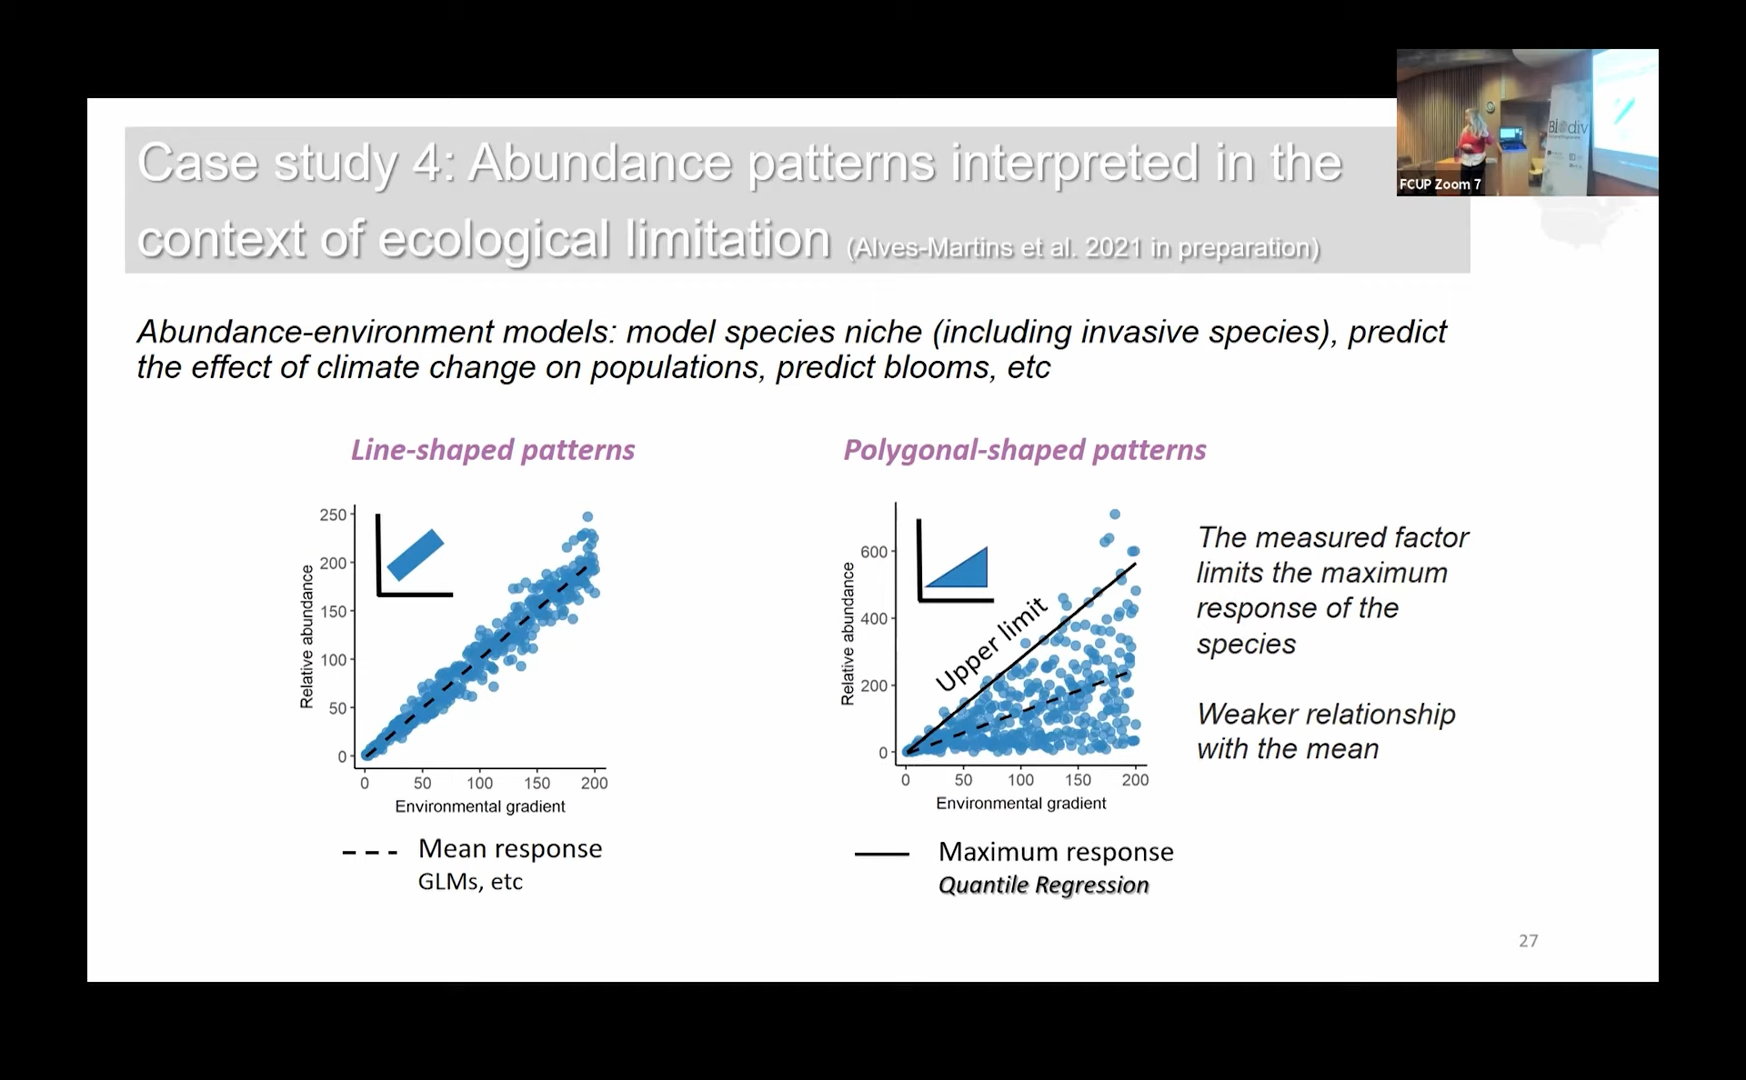 Case study 4: Abundance patterns interpreted in the
context of ecological limitation (Alves-Martins et al. 2021 in preparation)
Biodiv
FCUP Zoom 7
Abundance-environment models: model species niche (including invasive species), predict
the effect of climate change on populations, predict blooms, etc
Line-shaped patterns
250
200
150
100
50
0
Relative abundance
0 50 100 150 200
Environmental gradient
Mean response
GLMs, etc
Polygonal-shaped patterns
600
400
200
0
Relative abundance
Upper limit
0 50 100 150 200
Environmental gradient
Maximum response
Quantile Regression
The measured factor
limits the maximum
response of the
species
Weaker relationship
with the mean
27